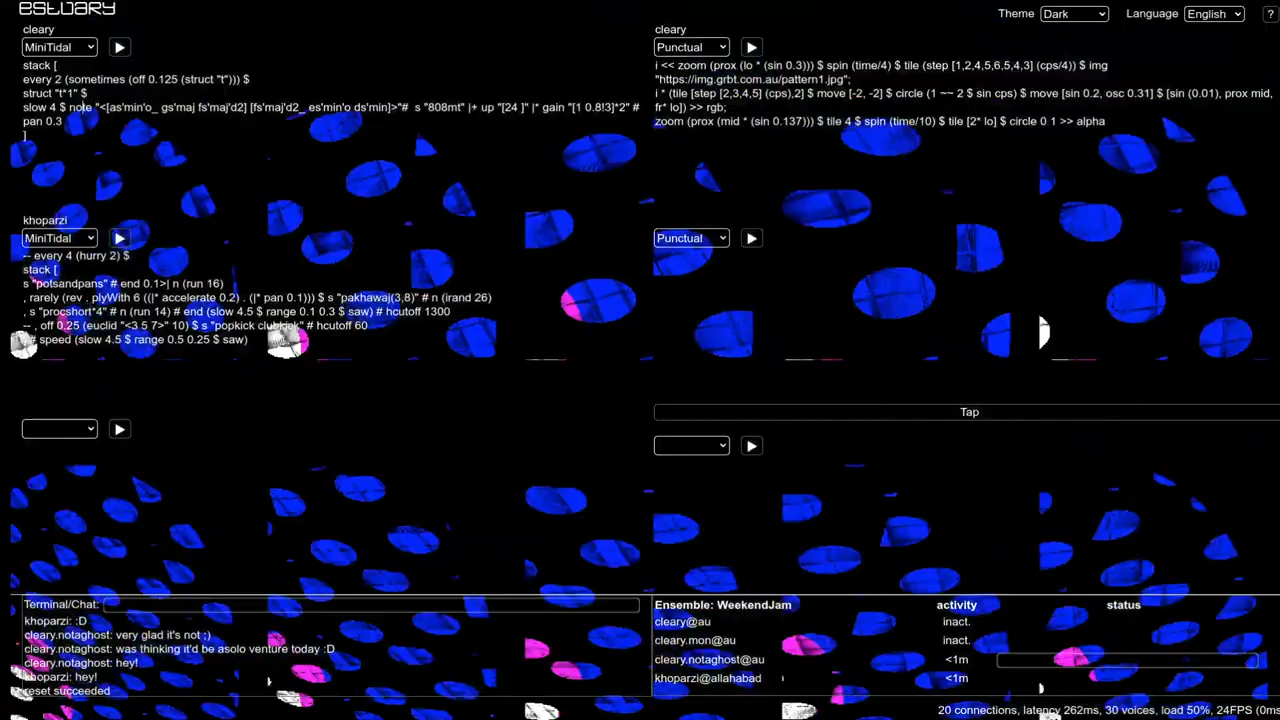 estuary
Theme Dark Language English ?
cleary
MiniTidal
stack [
every 2 (sometimes (off 0.125 (struct "t"))) $
struct "t*1" $
slow 4 $ note "<[as'min'o_ gs'maj fs'maj'd2] [fs'maj'd2_ es'min'o ds'min]>"# s "808mt" |+ up "[24 ]" |* gain "[1 0.8!3]*2" #
pan 0.3
]
cleary
Punctual
i << zoom (prox (lo * (sin 0.3))) $ spin (time/4) $ tile (step [1,2,4,5,6,5,4,3] (cps/4)) $ img
"https://img.grbt.com.au/pattern1.jpg";
i * (tile [step [2,3,4,5] (cps),2] $ move [-2, -2] $ circle (1 ~~ 2 $ sin cps) $ move [sin 0.2, osc 0.31] $ [sin (0.01), prox mid,
fr* lo]) >> rgb;
zoom (prox (mid * (sin 0.137))) $ tile 4 $ spin (time/10) $ tile [2* lo] $ circle 0 1 >> alpha
khoparzi
MiniTidal
-- every 4 (hurry 2) $
stack [
s "potsandpans" # end 0.1>| n (run 16)
, rarely (rev . plyWith 6 ((|* accelerate 0.2) . (|* pan 0.1))) $ s "pakhawaj(3,8)" # n (irand 26)
, s "procshort*4" # n (run 14) # end (slow 4.5 $ range 0.1 0.3 $ saw) # hcutoff 1300
-- , off 0.25 (euclid "<3 5 7>" 10) $ s "popkick clubkick" # hcutoff 60
# speed (slow 4.5 $ range 0.5 0.25 $ saw)
Punctual
Tap
Terminal/Chat:
khoparzi: :D
cleary.notaghost: very glad it's not ;)
cleary.notaghost: was thinking it'd be asolo venture today :D
cleary.notaghost: hey!
khoparzi: hey!
reset succeeded
Ensemble: WeekendJam activity status
cleary@au inact.
cleary.mon@au inact.
cleary.notaghost@au <1m
khoparzi@allahabad <1m
20 connections, latency 262ms, 30 voices, load 50%, 24FPS (0ms